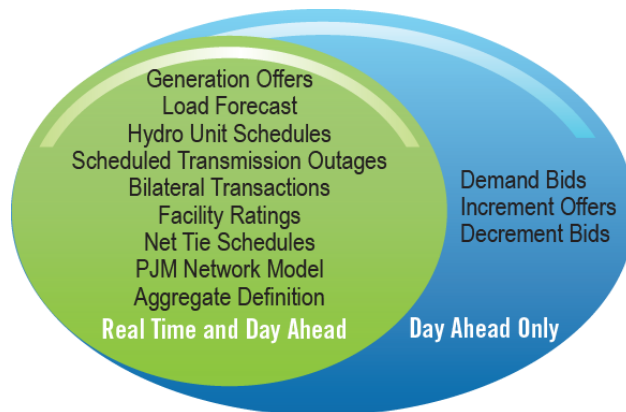 Generation Offers
Load Forecast
Hydro Unit Schedules
Scheduled Transmission Outages
Bilateral Transactions
Facility Ratings
Net Tie Schedules
PJM Network Model
Aggregate Definition
Real Time and Day Ahead
Demand Bids
Increment Offers
Decrement Bids
Day Ahead Only